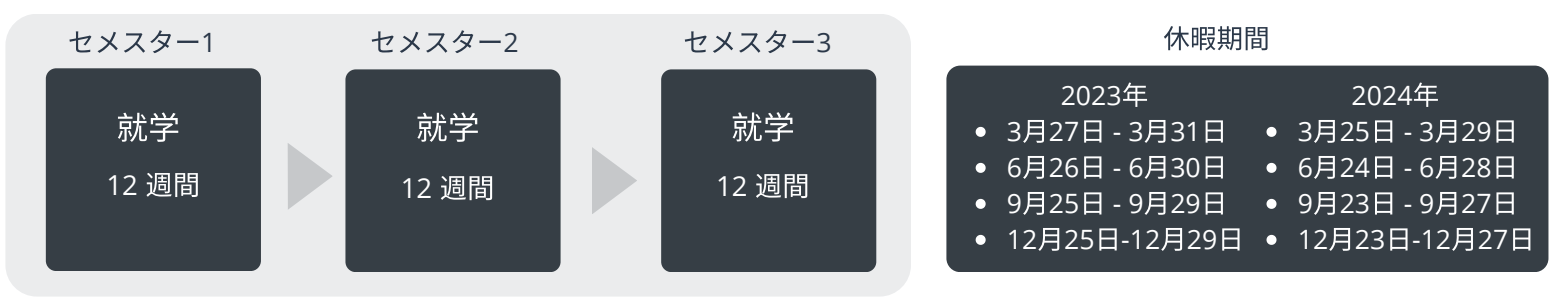 セメスター1
就学
12 週間
セメスター2
就学
12 週間
セメスター3
就学
12 週間
休暇期間
2023年
• 3月27日 - 3月31日
• 6月26日 - 6月30日
• 9月25日 - 9月29日
• 12月25日-12月29日
2024年
• 3月25日 - 3月29日
• 6月24日 - 6月28日
• 9月23日 - 9月27日
• 12月23日-12月27日